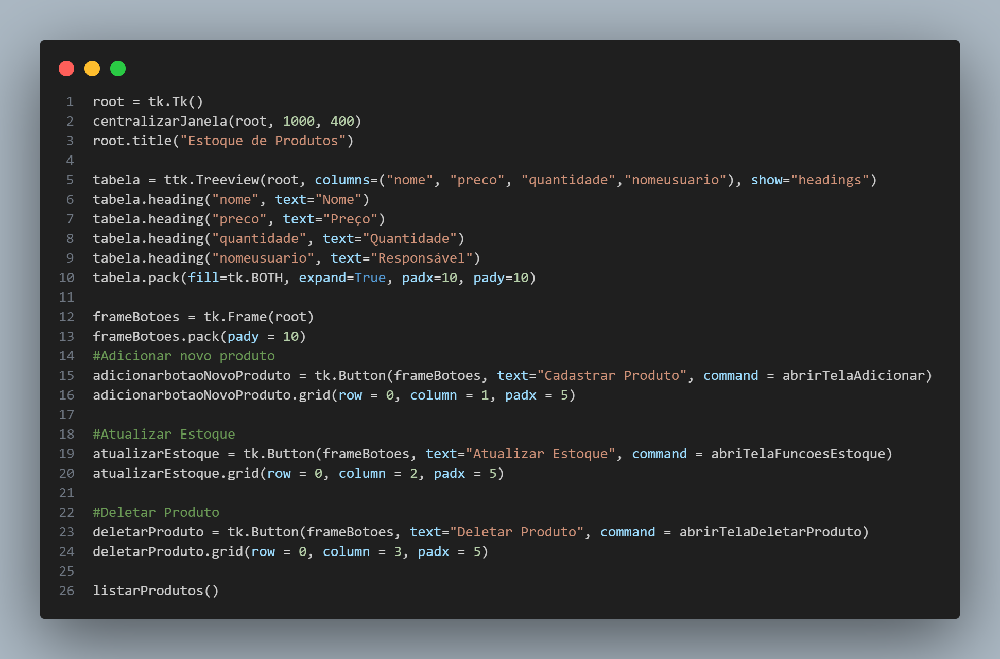 1 root = tk.Tk()
2 centralizarJanela(root, 1000, 400)
3 root.title("Estoque de Produtos")
4
5 tabela = ttk.Treeview(root, columns=("nome", "preco", "quantidade","nomeusuario"), show="headings")
6 tabela.heading("nome", text="Nome")
7 tabela.heading("preco", text="Preço")
8 tabela.heading("quantidade", text="Quantidade")
9 tabela.heading("nomeusuario", text="Responsável")
10 tabela.pack(fill=tk.BOTH, expand=True, padx=10, pady=10)
11
12 frameBotoes = tk.Frame(root)
13 frameBotoes.pack(pady = 10)
14 #Adicionar novo produto
15 adicionarbotaoNovoProduto = tk.Button(frameBotoes, text="Cadastrar Produto", command = abrirTelaAdicionar)
16 adicionarbotaoNovoProduto.grid(row = 0, column = 1, padx = 5)
17
18 #Atualizar Estoque
19 atualizarEstoque = tk.Button(frameBotoes, text="Atualizar Estoque", command = abriTelaFuncoesEstoque)
20 atualizarEstoque.grid(row = 0, column = 2, padx = 5)
21
22 #Deletar Produto
23 deletarProduto = tk.Button(frameBotoes, text="Deletar Produto", command = abrirTelaDeletarProduto)
24 deletarProduto.grid(row = 0, column = 3, padx = 5)
25
26 listarProdutos()